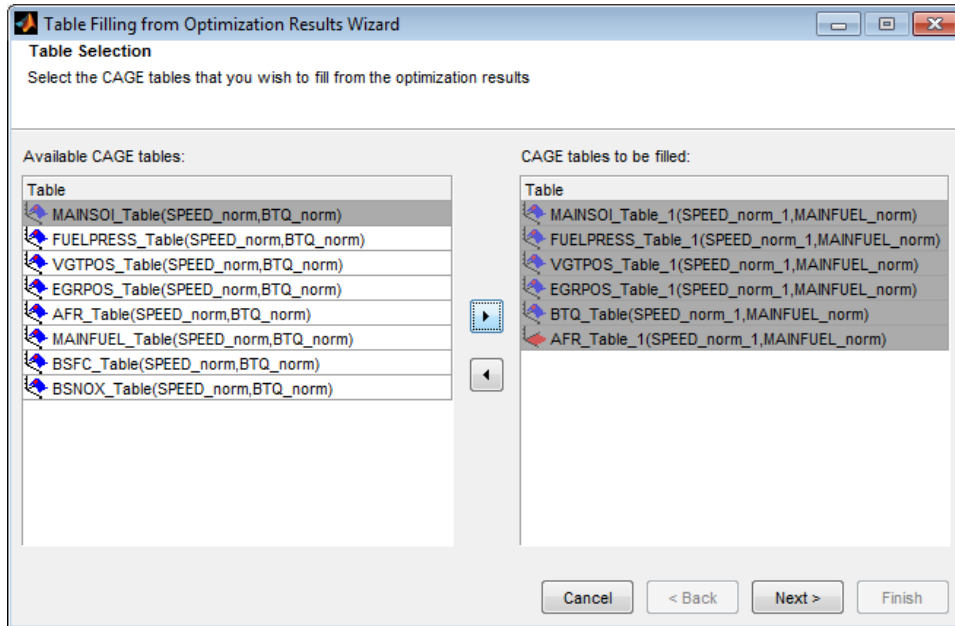 Table Filling from Optimization Results Wizard
Table Selection
Select the CAGE tables that you wish to fill from the optimization results
Available CAGE tables:
Table
MAINSOI_Table(SPEED_norm,BTQ_norm)
FUELPRESS_Table(SPEED_norm,BTQ_norm)
VGTPOS_Table(SPEED_norm,BTQ_norm)
EGRPOS_Table(SPEED_norm,BTQ_norm)
AFR_Table(SPEED_norm,BTQ_norm)
MAINFUEL_Table(SPEED_norm,BTQ_norm)
BSFC_Table(SPEED_norm,BTQ_norm)
BSNOX_Table(SPEED_norm,BTQ_norm)
CAGE tables to be filled:
Table
MAINSOI_Table_1(SPEED_norm_1,MAINFUEL_norm)
FUELPRESS_Table_1(SPEED_norm_1,MAINFUEL_norm)
VGTPOS_Table_1(SPEED_norm_1,MAINFUEL_norm)
EGRPOS_Table_1(SPEED_norm_1,MAINFUEL_norm)
BTQ_Table(SPEED_norm_1,MAINFUEL_norm)
AFR_Table_1(SPEED_norm_1,MAINFUEL_norm)
Cancel
< Back
Next >
Finish